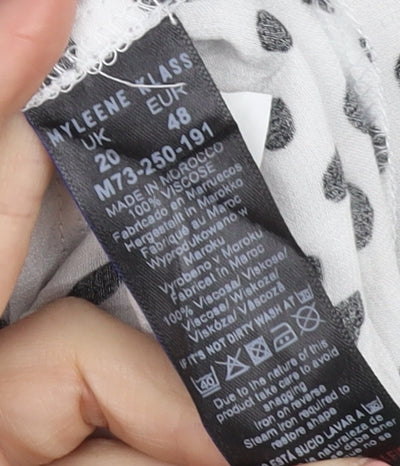 MYLEENE KLASS
UK EUR
20 48
M73-250-191
MADE IN MOROCCO
100% VISCOSE
Fabricado en Marruecos
Hergestellt in Marokko
Fabriqué au Maroc
Wyprodukowano w
Maroku
Vyrobeno v Maroku
Fabricat în Maroc
100% Viscosa/Viskose/
Viscose/Wiskoza/
Viskóza/Vâscoză
IF IT'S NOT DIRTY WASH AT 30
40
Due to the nature of this
product take care to avoid
snagging
Iron on reverse
Steam iron required to
restore shape
ESTÁ SUCIO LAVAR A